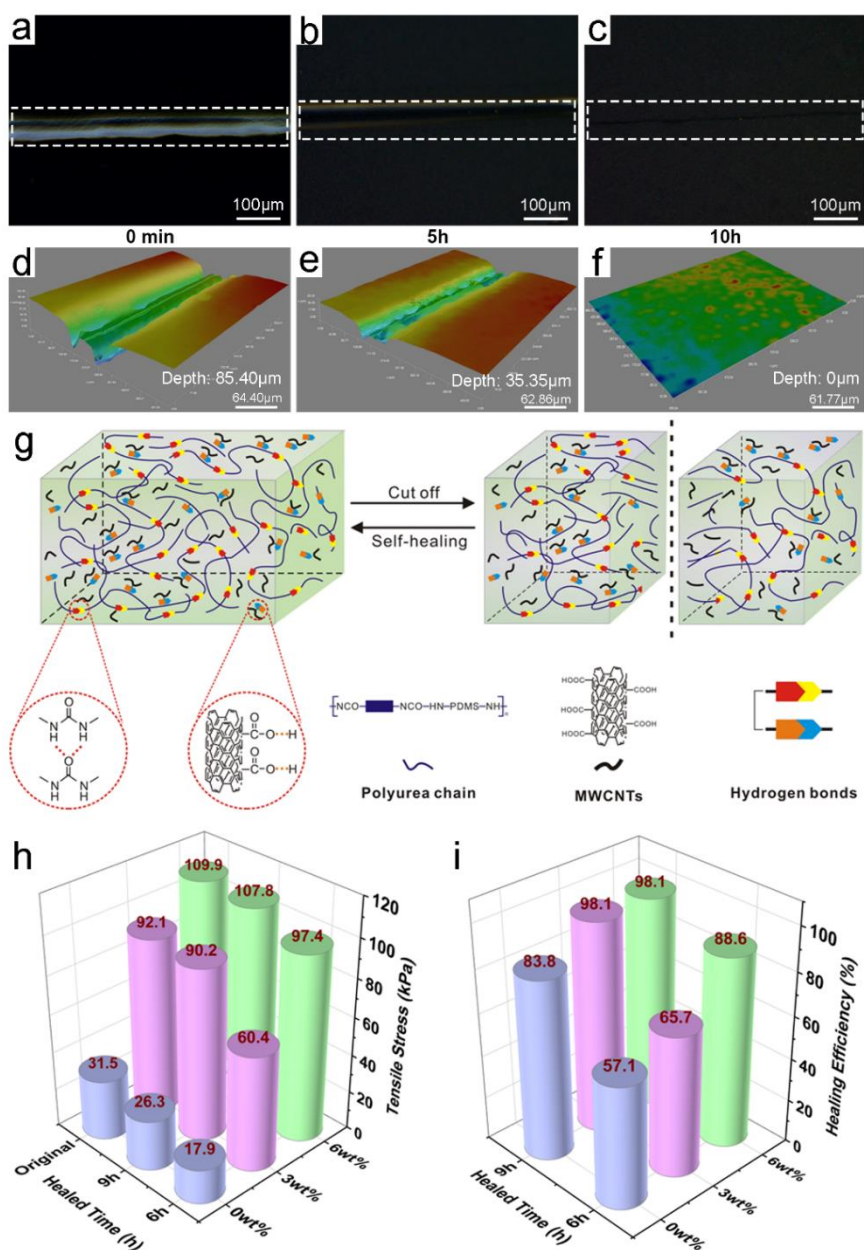 a
b
c
100μm
100μm
100μm
0 min
5h
10h
d
e
f
Depth: 85.40μm
64.40μm
Depth: 35.35μm
62.86μm
Depth: 0μm
61.77μm
g
Cut off
Self-healing
O
N
H
N
H
O
N
H
N
H
C
O
O
H
C
O
O
H
NCO
NCO-HN-PDMS-NH
n
HOOC
HOOC
HOOC
COOH
COOH
Polyurea chain
MWCNTs
Hydrogen bonds
h
109.9
107.8
97.4
92.1
90.2
60.4
31.5
26.3
17.9
120
100
80
60
40
20
0
Tensile Stress (kPa)
Original
9h
6h
Healed Time (h)
0wt%
3wt%
6wt%
i
98.1
98.1
88.6
83.8
65.7
57.1
100
80
60
40
20
0
Healing Efficiency (%)
9h
6h
Healed Time (h)
0wt%
3wt%
6wt%